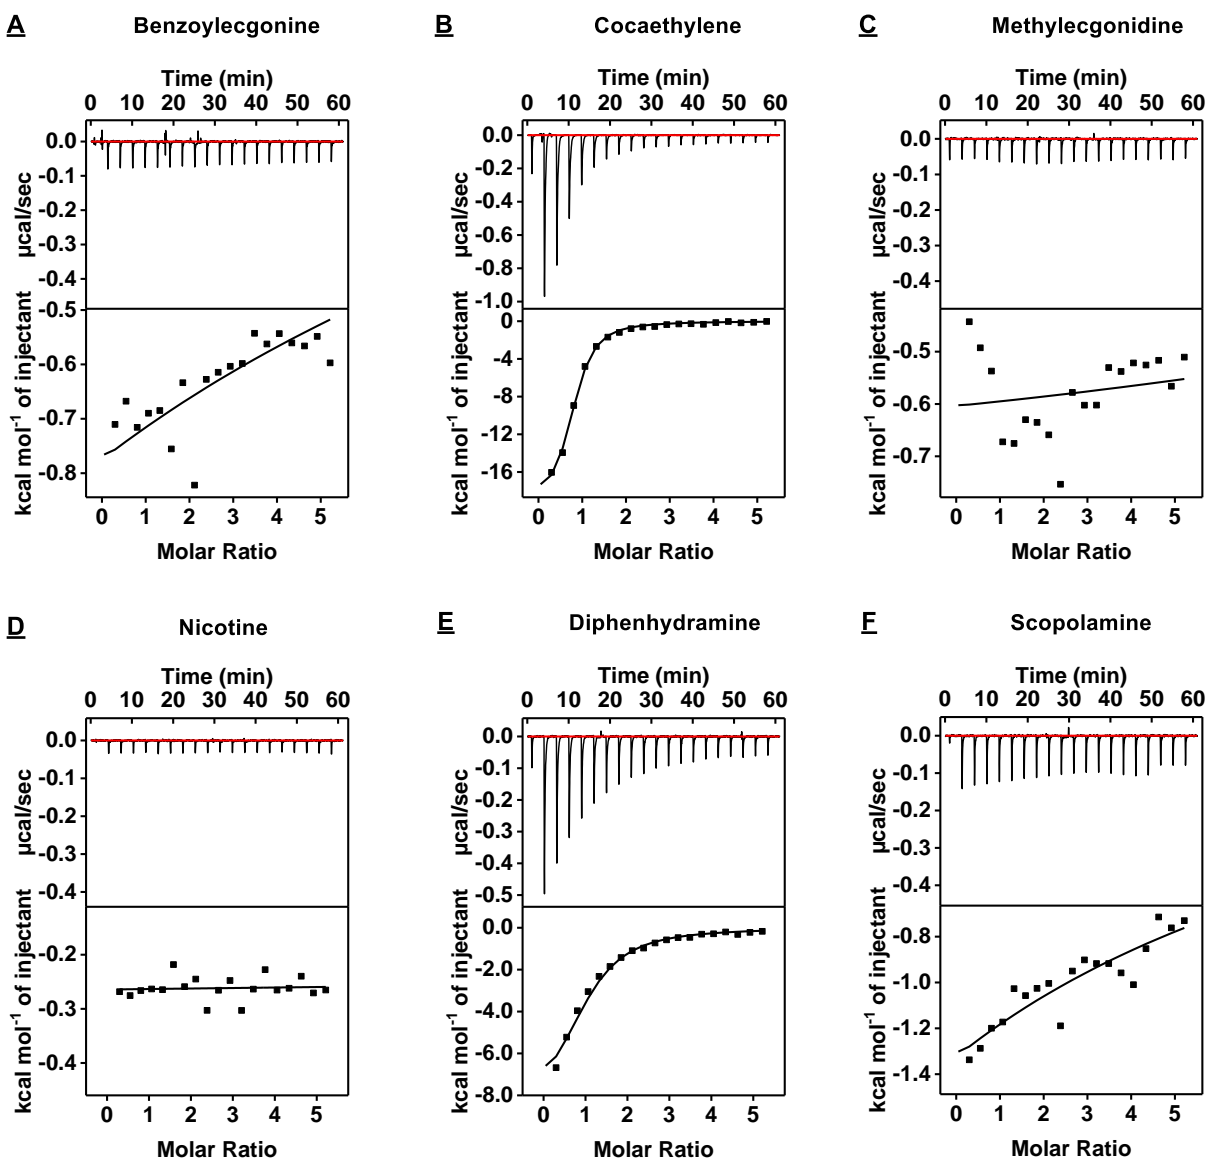 A Benzoylecgonine
Time (min)
0 10 20 30 40 50 60
µcal/sec
0.0
-0.1
-0.2
-0.3
-0.4
kcal mol-1 of injectant
-0.5
-0.6
-0.7
-0.8
0 1 2 3 4 5
Molar Ratio
B Cocaethylene
Time (min)
0 10 20 30 40 50 60
µcal/sec
0.0
-0.2
-0.4
-0.6
-0.8
-1.0
kcal mol-1 of injectant
0
-4
-8
-12
-16
0 1 2 3 4 5
Molar Ratio
C Methylecgonidine
Time (min)
0 10 20 30 40 50 60
µcal/sec
0.0
-0.1
-0.2
-0.3
-0.4
kcal mol-1 of injectant
-0.5
-0.6
-0.7
0 1 2 3 4 5
Molar Ratio
D Nicotine
Time (min)
0 10 20 30 40 50 60
µcal/sec
0.0
-0.1
-0.2
-0.3
-0.4
kcal mol-1 of injectant
-0.2
-0.3
-0.4
0 1 2 3 4 5
Molar Ratio
E Diphenhydramine
Time (min)
0 10 20 30 40 50 60
µcal/sec
0.0
-0.1
-0.2
-0.3
-0.4
-0.5
kcal mol-1 of injectant
0.0
-2.0
-4.0
-6.0
-8.0
0 1 2 3 4 5
Molar Ratio
F Scopolamine
Time (min)
0 10 20 30 40 50 60
µcal/sec
0.0
-0.1
-0.2
-0.3
-0.4
kcal mol-1 of injectant
-0.8
-1.0
-1.2
-1.4
0 1 2 3 4 5
Molar Ratio